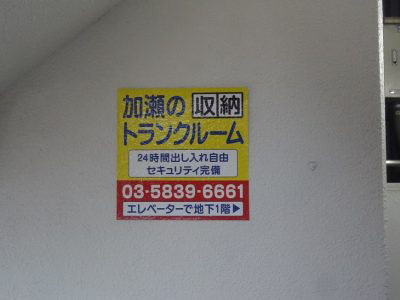 加瀬の収納
トランクルーム
24時間出し入れ自由
セキュリティ完備
03-5839-6661
エレベーターで地下1階▶